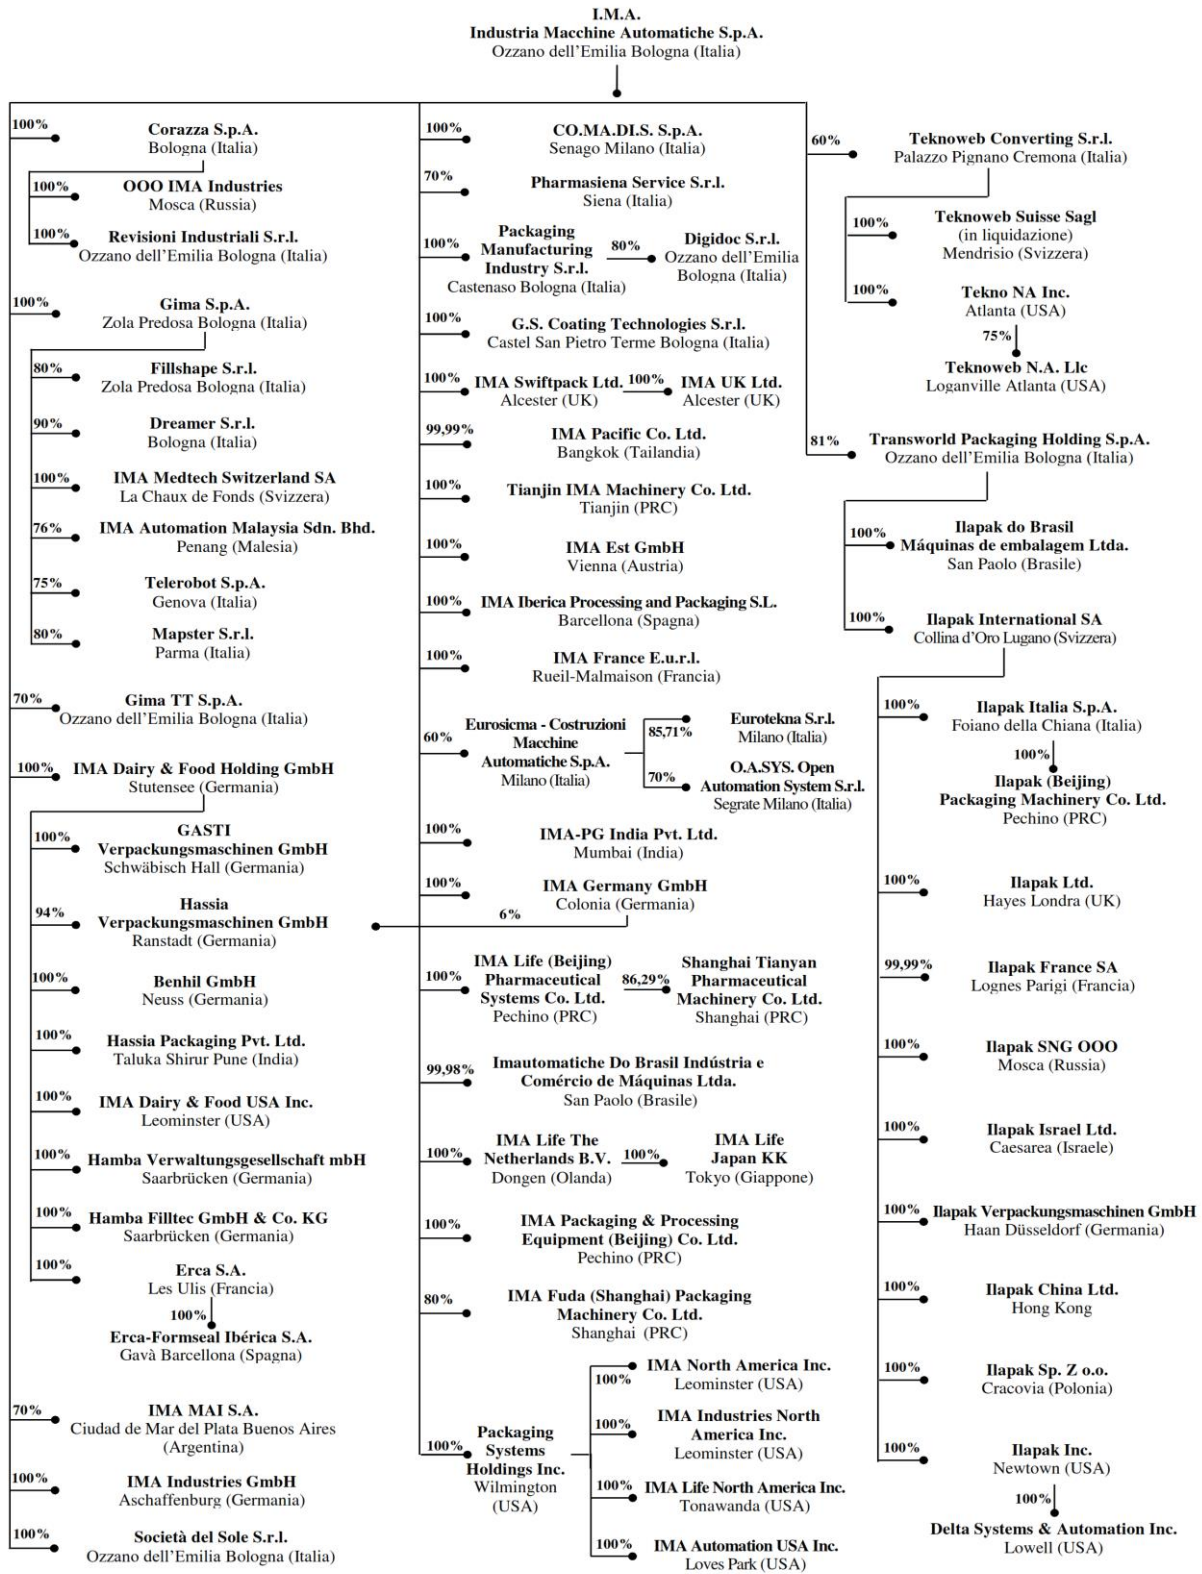 I.M.A.
Industria Macchine Automatiche S.p.A.
Ozzano dell'Emilia Bologna (Italia)
100%
Corazza S.p.A.
Bologna (Italia)
100%
OOO IMA Industries
Mosca (Russia)
100%
Revisioni Industriali S.r.l.
Ozzano dell'Emilia Bologna (Italia)
100%
Gima S.p.A.
Zola Predosa Bologna (Italia)
80%
Fillshape S.r.l.
Zola Predosa Bologna (Italia)
90%
Dreamer S.r.l.
Bologna (Italia)
100%
IMA Medtech Switzerland SA
La Chaux de Fonds (Svizzera)
76%
IMA Automation Malaysia Sdn. Bhd.
Penang (Malesia)
75%
Telerobot S.p.A.
Genova (Italia)
80%
Mapster S.r.l.
Parma (Italia)
70%
Gima TT S.p.A.
Ozzano dell'Emilia Bologna (Italia)
100%
IMA Dairy & Food Holding GmbH
Stutensee (Germania)
100%
GASTI
Verpackungsmaschinen GmbH
Schwäbisch Hall (Germania)
94%
Hassia
Verpackungsmaschinen GmbH
Ranstadt (Germania)
100%
Benhil GmbH
Neuss (Germania)
100%
Hassia Packaging Pvt. Ltd.
Taluka Shirur Pune (India)
100%
IMA Dairy & Food USA Inc.
Leominster (USA)
100%
Hamba Verwaltungsgesellschaft mbH
Saarbrücken (Germania)
100%
Hamba Filltec GmbH & Co. KG
Saarbrücken (Germania)
100%
Erca S.A.
Les Ulis (Francia)
100%
Erca-Formseal Ibérica S.A.
Gavà Barcellona (Spagna)
70%
IMA MAI S.A.
Ciudad de Mar del Plata Buenos Aires
(Argentina)
100%
IMA Industries GmbH
Aschaffenburg (Germania)
100%
Società del Sole S.r.l.
Ozzano dell'Emilia Bologna (Italia)
100%
CO.MA.DI.S. S.p.A.
Senago Milano (Italia)
70%
Pharmasiena Service S.r.l.
Siena (Italia)
100%
Packaging
Manufacturing
Industry S.r.l.
Castenaso Bologna (Italia)
80%
Digidoc S.r.l.
Ozzano dell'Emilia
Bologna (Italia)
100%
G.S. Coating Technologies S.r.l.
Castel San Pietro Terme Bologna (Italia)
100%
IMA Swiftpack Ltd.
Alcester (UK)
100%
IMA UK Ltd.
Alcester (UK)
99,99%
IMA Pacific Co. Ltd.
Bangkok (Tailandia)
100%
Tianjin IMA Machinery Co. Ltd.
Tianjin (PRC)
100%
IMA Est GmbH
Vienna (Austria)
100%
IMA Iberica Processing and Packaging S.L.
Barcellona (Spagna)
100%
IMA France E.u.r.l.
Rueil-Malmaison (Francia)
60%
Eurosicma - Costruzioni
Macchine
Automatiche S.p.A.
Milano (Italia)
85,71%
Eurotekna S.r.l.
Milano (Italia)
70%
O.A.SYS. Open
Automation System S.r.l.
Segrate Milano (Italia)
100%
IMA-PG India Pvt. Ltd.
Mumbai (India)
100%
IMA Germany GmbH
Colonia (Germania)
6%
100%
IMA Life (Beijing)
Pharmaceutical
Systems Co. Ltd.
Pechino (PRC)
86,29%
Shanghai Tianyan
Pharmaceutical
Machinery Co. Ltd.
Shanghai (PRC)
99,98%
Imautomatiche Do Brasil Indústria e
Comércio de Máquinas Ltda.
San Paolo (Brasile)
100%
IMA Life The
Netherlands B.V.
Dongen (Olanda)
100%
IMA Life
Japan KK
Tokyo (Giappone)
100%
IMA Packaging & Processing
Equipment (Beijing) Co. Ltd.
Pechino (PRC)
80%
IMA Fuda (Shanghai) Packaging
Machinery Co. Ltd.
Shanghai (PRC)
100%
Packaging
Systems
Holdings Inc.
Wilmington
(USA)
100%
IMA North America Inc.
Leominster (USA)
100%
IMA Industries North
America Inc.
Leominster (USA)
100%
IMA Life North America Inc.
Tonawanda (USA)
100%
IMA Automation USA Inc.
Loves Park (USA)
60%
Teknoweb Converting S.r.l.
Palazzo Pignano Cremona (Italia)
100%
Teknoweb Suisse Sagl
(in liquidazione)
Mendrisio (Svizzera)
100%
Tekno NA Inc.
Atlanta (USA)
75%
Teknoweb N.A. Llc
Loganville Atlanta (USA)
81%
Transworld Packaging Holding S.p.A.
Ozzano dell'Emilia Bologna (Italia)
100%
Ilapak do Brasil
Máquinas de embalagem Ltda.
San Paolo (Brasile)
100%
Ilapak International SA
Collina d'Oro Lugano (Svizzera)
100%
Ilapak Italia S.p.A.
Foiano della Chiana (Italia)
100%
Ilapak (Beijing)
Packaging Machinery Co. Ltd.
Pechino (PRC)
100%
Ilapak Ltd.
Hayes Londra (UK)
99,99%
Ilapak France SA
Lognes Parigi (Francia)
100%
Ilapak SNG OOO
Mosca (Russia)
100%
Ilapak Israel Ltd.
Caesarea (Israele)
100%
Ilapak Verpackungsmaschinen GmbH
Haan Düsseldorf (Germania)
100%
Ilapak China Ltd.
Hong Kong
100%
Ilapak Sp. Z o.o.
Cracovia (Polonia)
100%
Ilapak Inc.
Newtown (USA)
100%
Delta Systems & Automation Inc.
Lowell (USA)